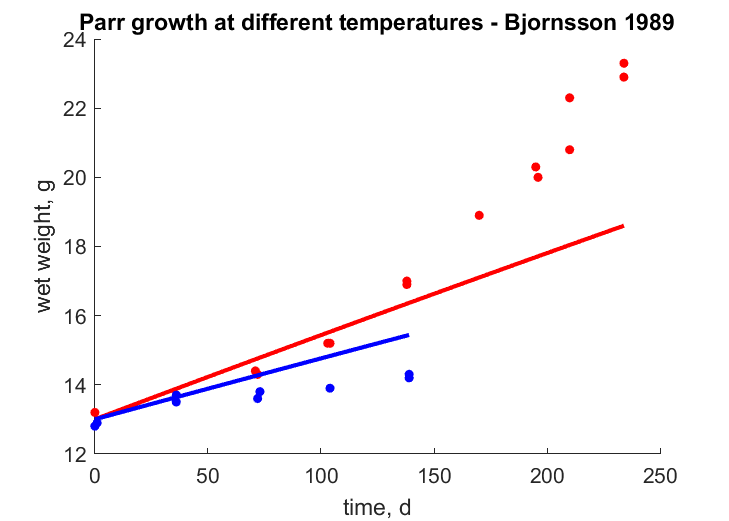 Parr growth at different temperatures - Bjornsson 1989
24
22
20
18
16
14
12
wet weight, g
0 50 100 150 200 250
time, d